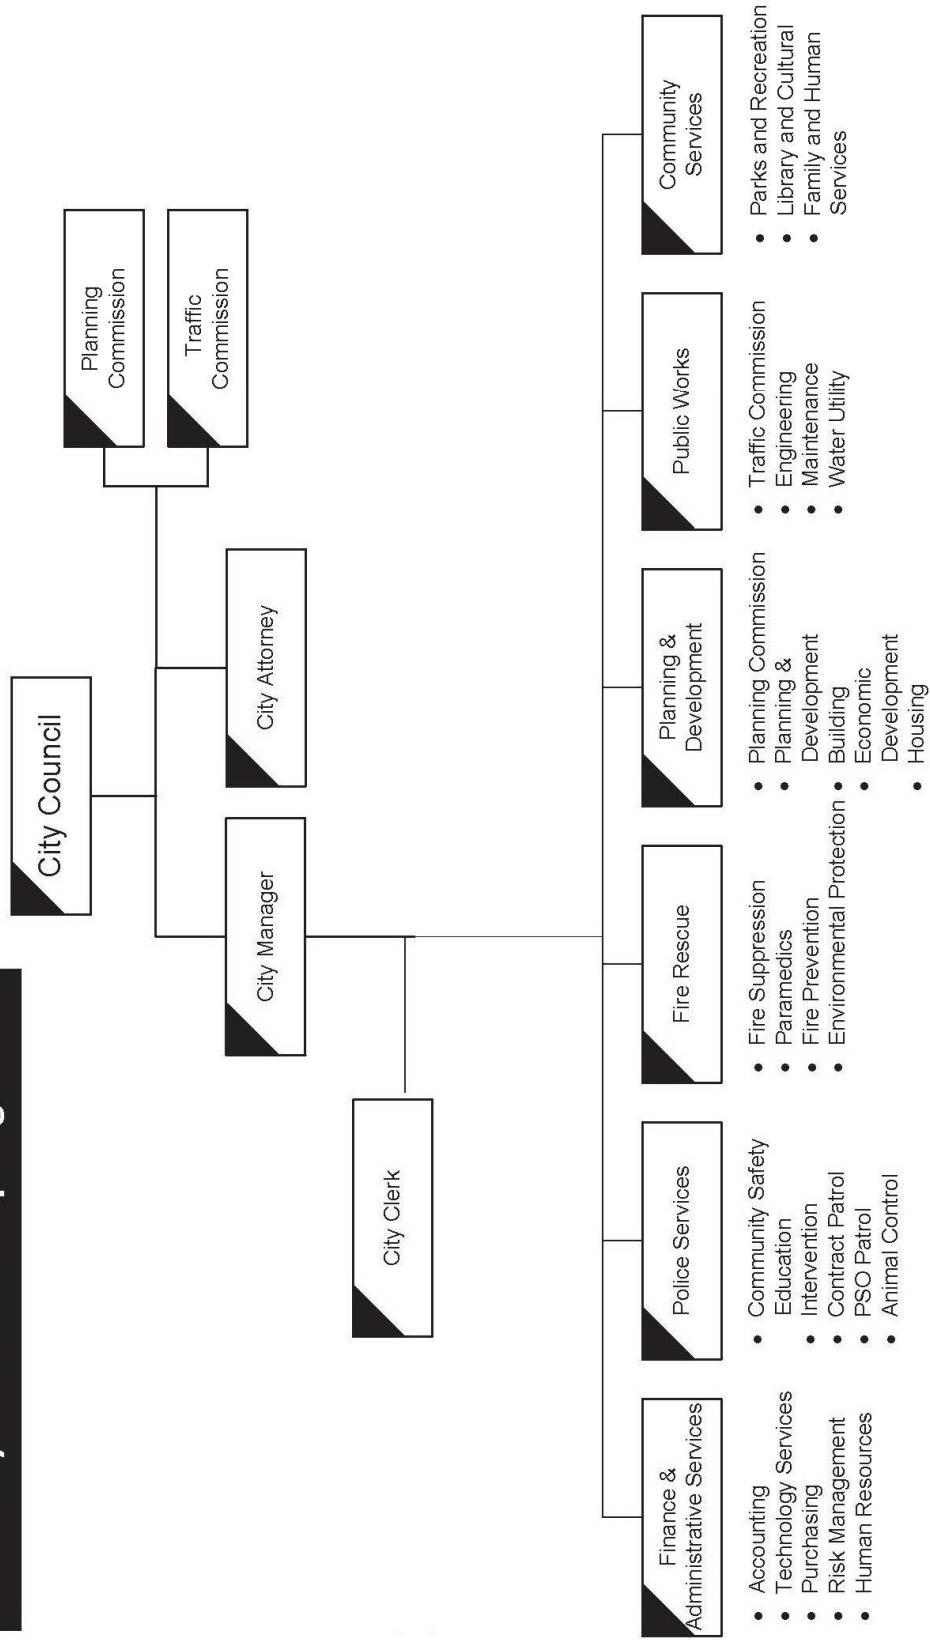 City Council
Planning
Commission
Traffic
Commission
City Manager
City Attorney
City Clerk
Finance &
Administrative Services
• Accounting
• Technology Services
• Purchasing
• Risk Management
• Human Resources
Police Services
• Community Safety
Education
• Intervention
• Contract Patrol
• PSO Patrol
• Animal Control
Fire Rescue
• Fire Suppression
• Paramedics
• Fire Prevention
• Environmental Protection
Planning &
Development
• Planning Commission
• Planning &
Development
• Building
• Economic
Development
• Housing
Public Works
• Traffic Commission
• Engineering
• Maintenance
• Water Utility
Community
Services
• Parks and Recreation
• Library and Cultural
• Family and Human
Services